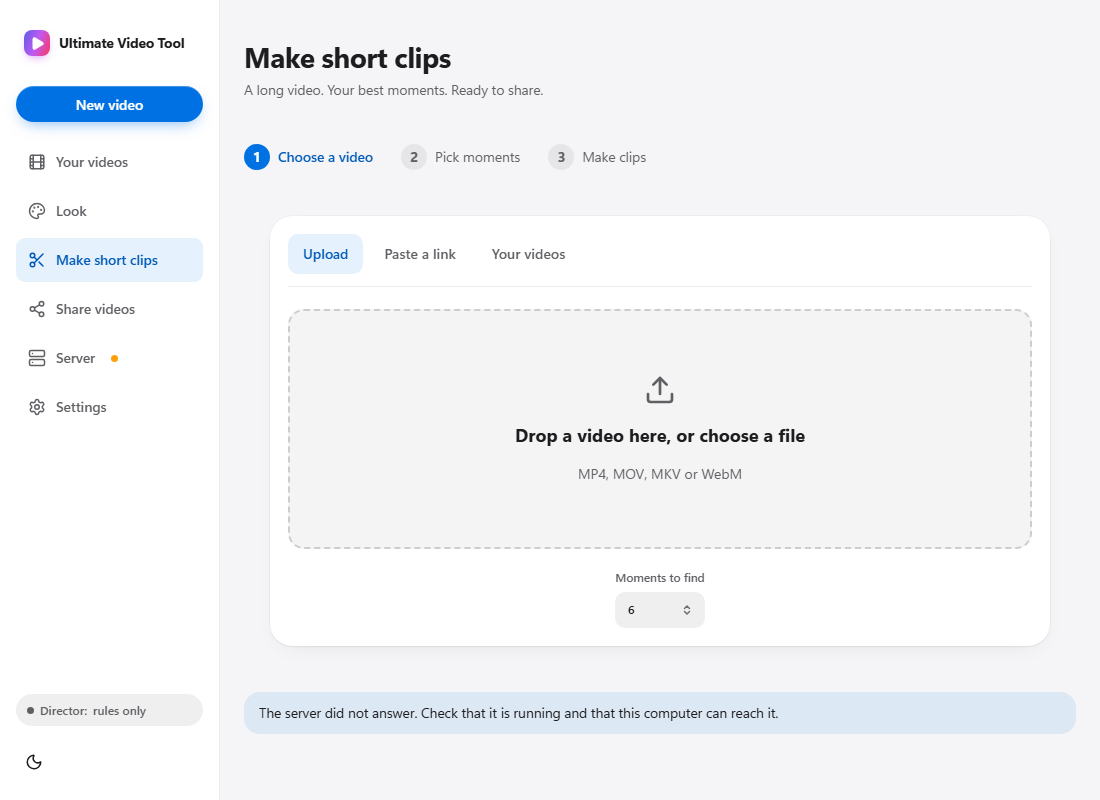 Ultimate Video Tool
New video
Your videos
Look
Make short clips
Share videos
Server
Settings
Director: rules only
Make short clips
A long video. Your best moments. Ready to share.
1 Choose a video
2 Pick moments
3 Make clips
Upload
Paste a link
Your videos
Drop a video here, or choose a file
MP4, MOV, MKV or WebM
Moments to find
6
The server did not answer. Check that it is running and that this computer can reach it.